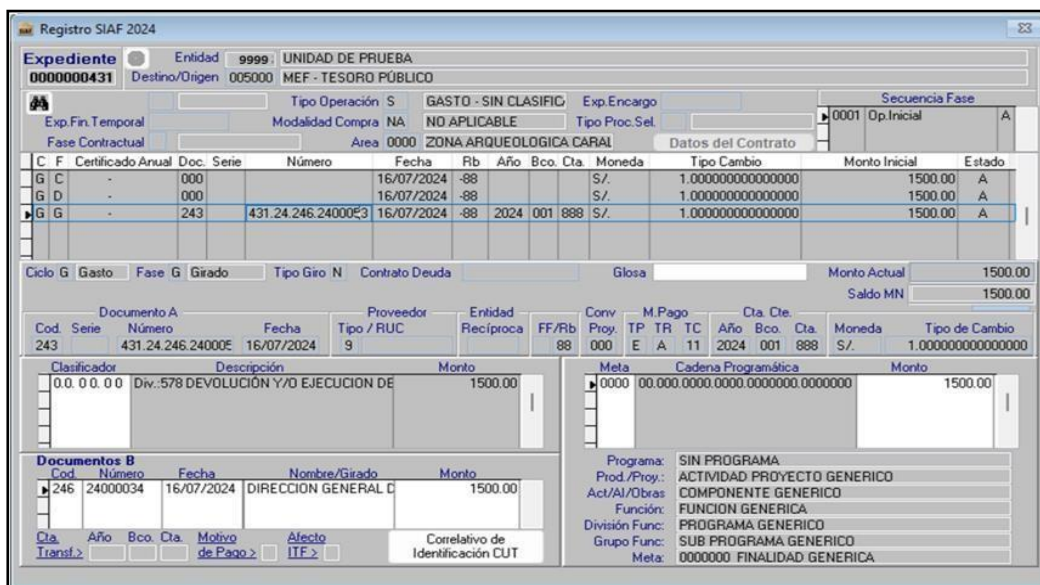 Registro SIAF 2024
Expediente Entidad 9999 UNIDAD DE PRUEBA
0000000431 Destino/Origen 005000 MEF - TESORO PÚBLICO
Tipo Operación S GASTO - SIN CLASIFIC Exp.Encargo Secuencia Fase
Exp.Fin.Temporal Modalidad Compra NA NO APLICABLE Tipo Proc.Sel. 0001 Op.Inicial A
Fase Contractual Area 0000 ZONA ARQUEOLOGICA CARAL Datos del Contrato
C F Certificado Anual Doc. Serie Número Fecha Rb Año Bco. Cta. Moneda Tipo Cambio Monto Inicial Estado
G C - 000 16/07/2024 -88 S/. 1.000000000000000 1500.00 A
G D - 000 16/07/2024 -88 S/. 1.000000000000000 1500.00 A
G G - 243 431.24.246.2400053 16/07/2024 -88 2024 001 888 S/. 1.000000000000000 1500.00 A
Ciclo G Gasto Fase G Girado Tipo Giro N Contrato Deuda Glosa Monto Actual 1500.00
Saldo MN 1500.00
Documento A Proveedor Entidad Conv M.Pago Cta. Cte.
Cod. Serie Número Fecha Tipo / RUC Recíproca FF/Rb Proy. TP TR TC Año Bco. Cta. Moneda Tipo de Cambio
243 431.24.246.24000 16/07/2024 9 88 000 E A 11 2024 001 888 S/. 1.000000000000000
Clasificador Descripción Monto Meta Cadena Programática Monto
0.0. 0 0. 0 0 Div.:578 DEVOLUCIÓN Y/O EJECUCION DE 1500.00 0000 00.000.0000.0000.0000000.0000000 1500.00
Documentos B
Cod. Número Fecha Nombre/Girado Monto
246 24000034 16/07/2024 DIRECCION GENERAL D 1500.00
Cta. Transf.> Año Bco. Cta. Motivo de Pago > Afecto ITF > Correlativo de Identificación CUT
Programa: SIN PROGRAMA
Prod./Proy.: ACTIVIDAD PROYECTO GENERICO
Act/AI/Obras COMPONENTE GENERICO
Función: FUNCION GENERICA
División Func: PROGRAMA GENERICO
Grupo Func: SUB PROGRAMA GENERICO
Meta: 0000000 FINALIDAD GENERICA